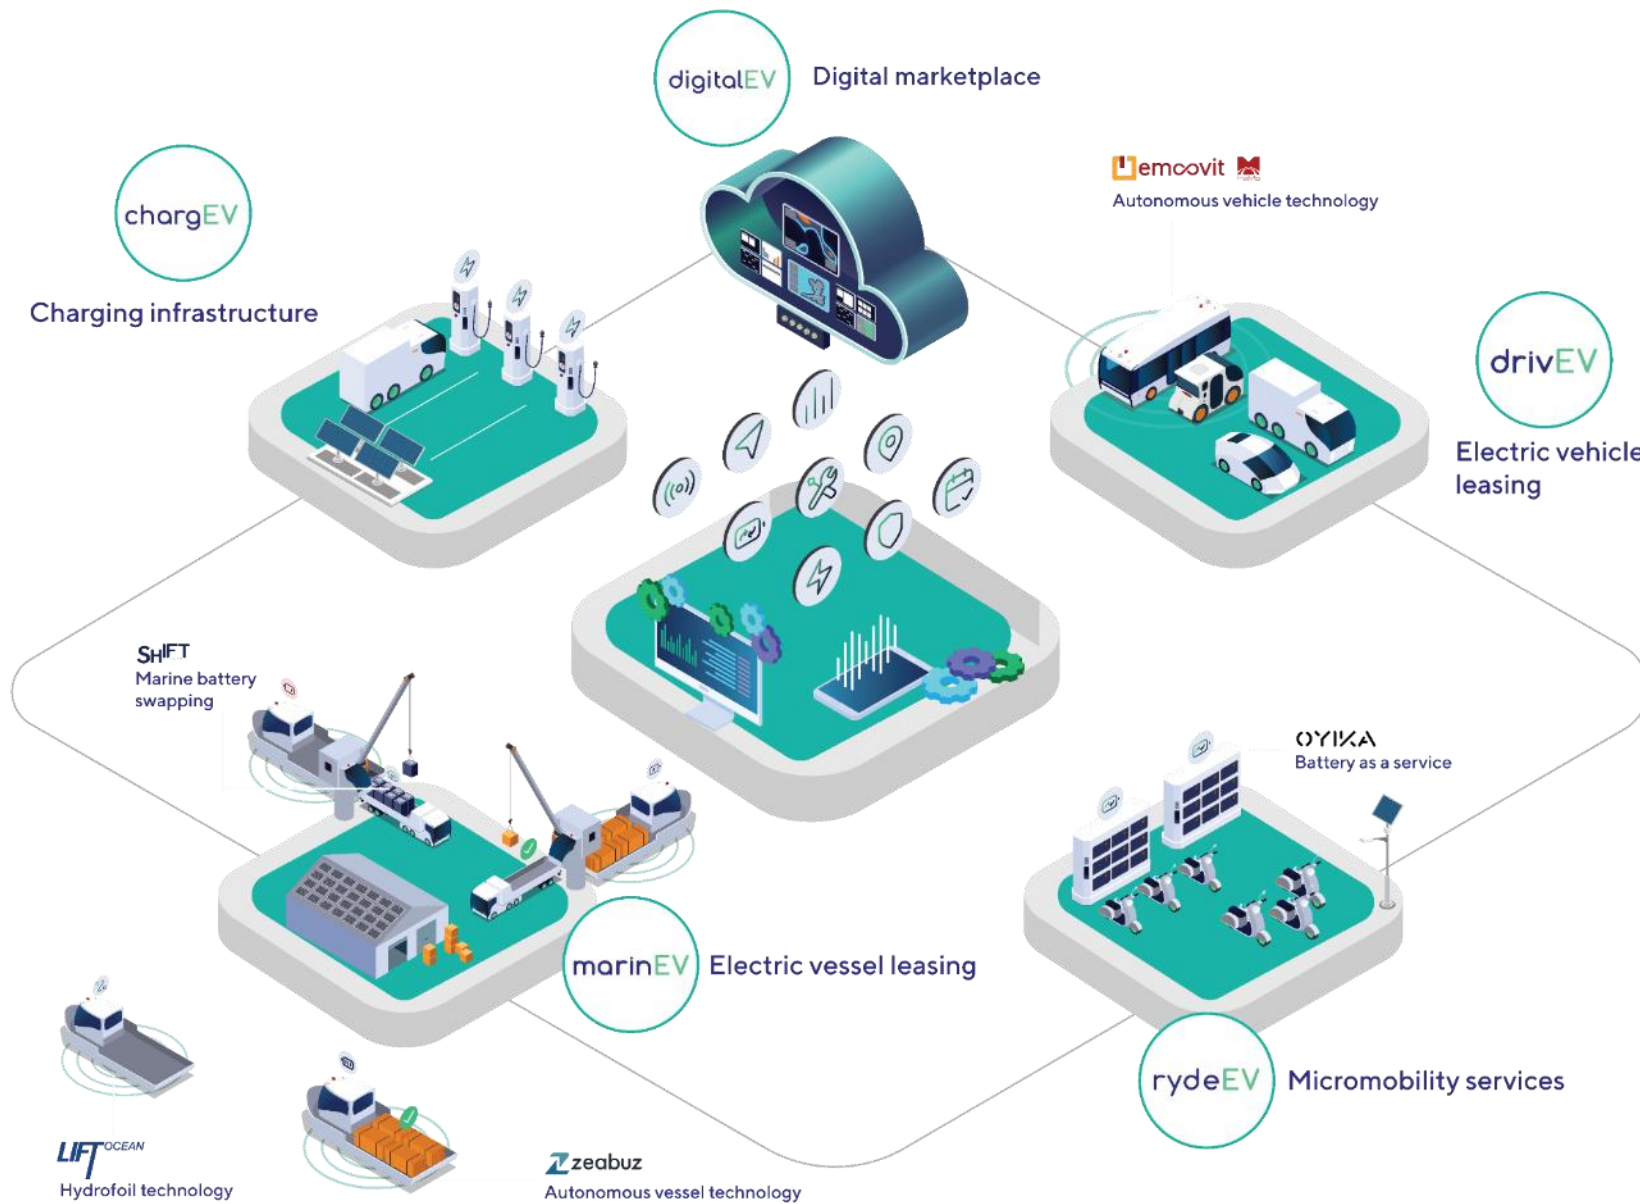 digitalEV
Digital marketplace
chargEV
Charging infrastructure
emoovit
Autonomous vehicle technology
drivEV
Electric vehicle
leasing
SHIFT
Marine battery
swapping
OYIKA
Battery as a service
marinEV
Electric vessel leasing
rydeEV
Micromobility services
LIFT OCEAN
Hydrofoil technology
zeabuz
Autonomous vessel technology